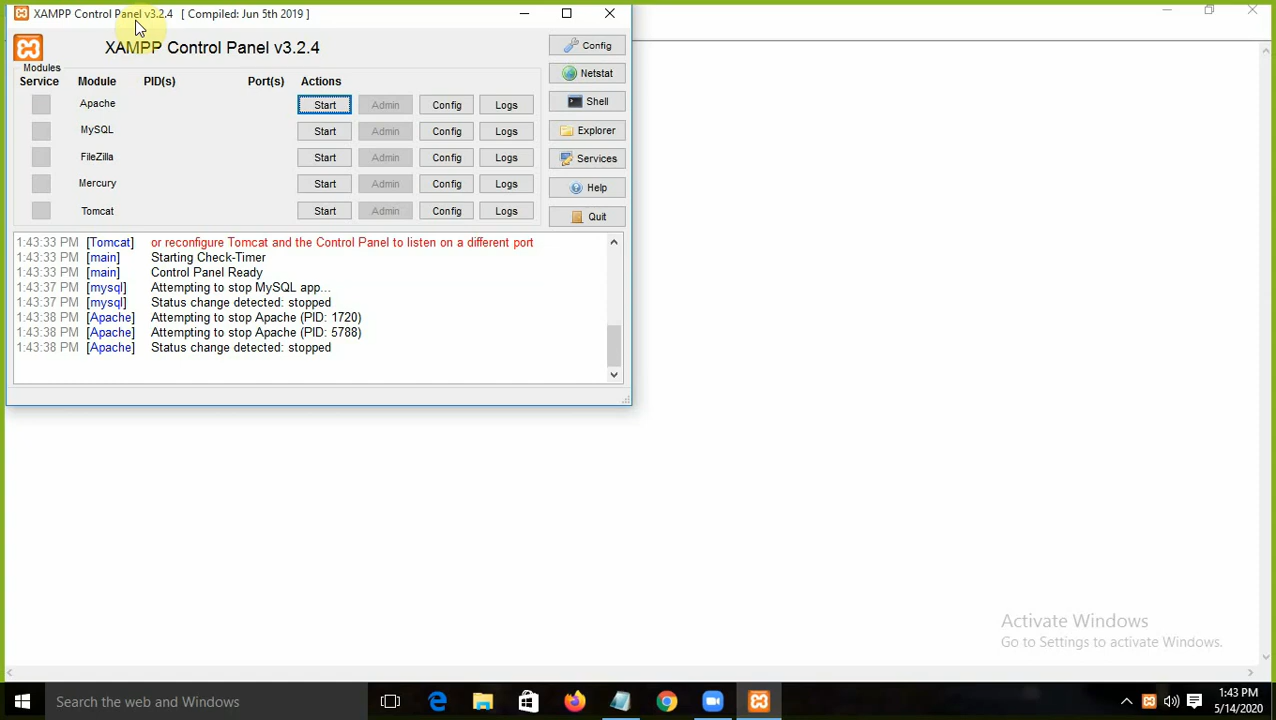 XAMPP Control Panel v3.2.4 [ Compiled: Jun 5th 2019 ]
XAMPP Control Panel v3.2.4
Config
Modules
Service Module PID(s) Port(s) Actions
Netstat
Apache Start Admin Config Logs
Shell
MySQL Start Admin Config Logs
Explorer
FileZilla Start Admin Config Logs
Services
Mercury Start Admin Config Logs
Help
Tomcat Start Admin Config Logs
Quit
1:43:33 PM [Tomcat] or reconfigure Tomcat and the Control Panel to listen on a different port
1:43:33 PM [main] Starting Check-Timer
1:43:33 PM [main] Control Panel Ready
1:43:37 PM [mysql] Attempting to stop MySQL app...
1:43:37 PM [mysql] Status change detected: stopped
1:43:38 PM [Apache] Attempting to stop Apache (PID: 1720)
1:43:38 PM [Apache] Attempting to stop Apache (PID: 5788)
1:43:38 PM [Apache] Status change detected: stopped
Activate Windows
Go to Settings to activate Windows.
Search the web and Windows
1:43 PM
5/14/2020